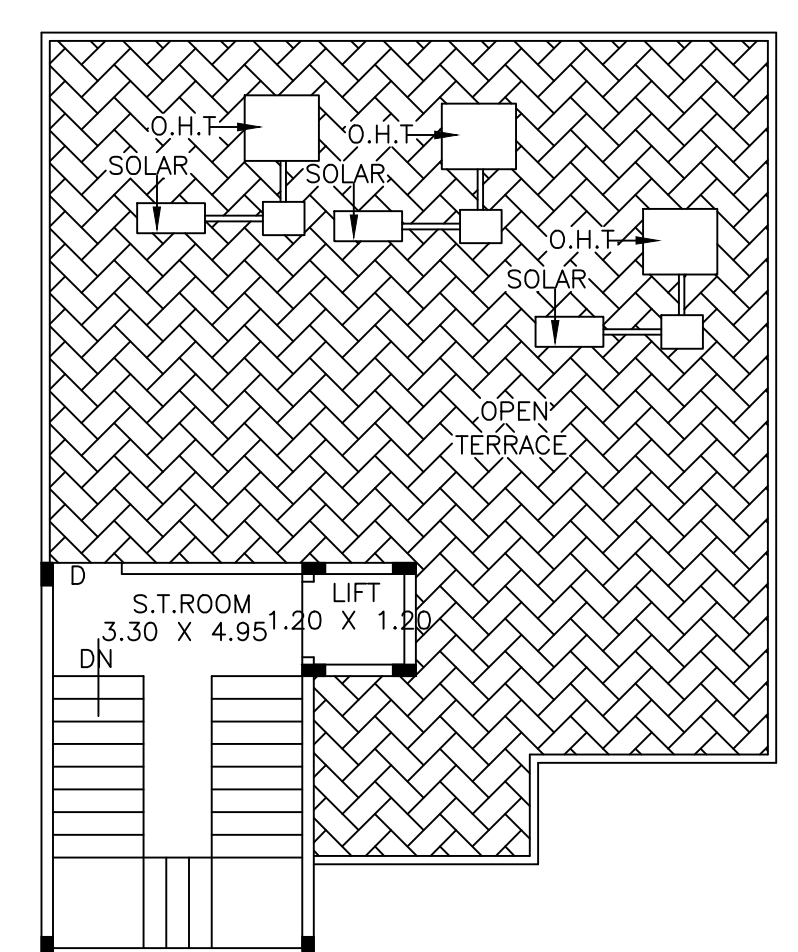 O.H.T
O.H.T
SOLAR
SOLAR
O.H.T
SOLAR
OPEN
TERRACE
D
S.T.ROOM
3.30 X 4.95
LIFT
1.20 X 1.20
DN